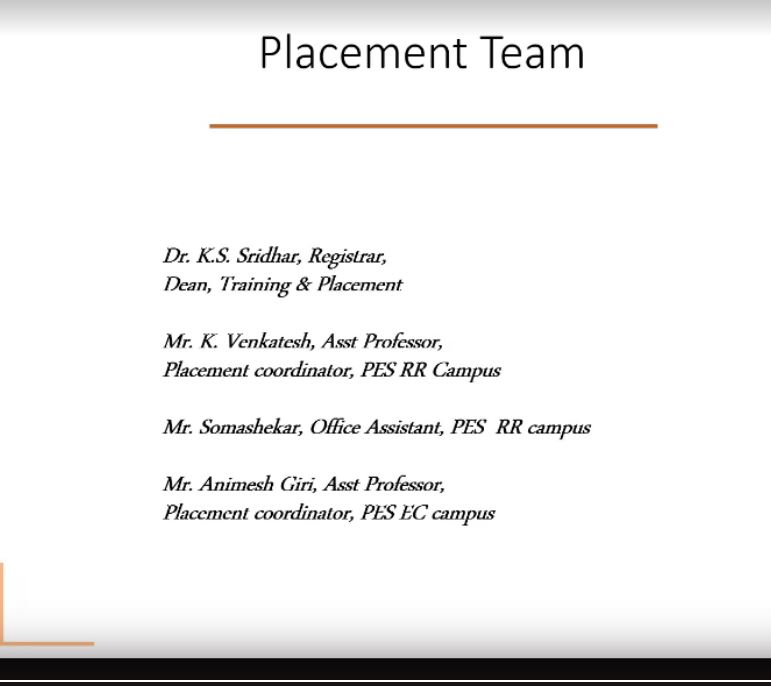 Placement Team
Dr. K.S. Sridhar, Registrar,
Dean, Training & Placement
Mr. K. Venkatesh, Asst Professor,
Placement coordinator, PES RR Campus
Mr. Somashekar, Office Assistant, PES  RR campus
Mr. Animesh Giri, Asst Professor,
Placement coordinator, PES EC campus